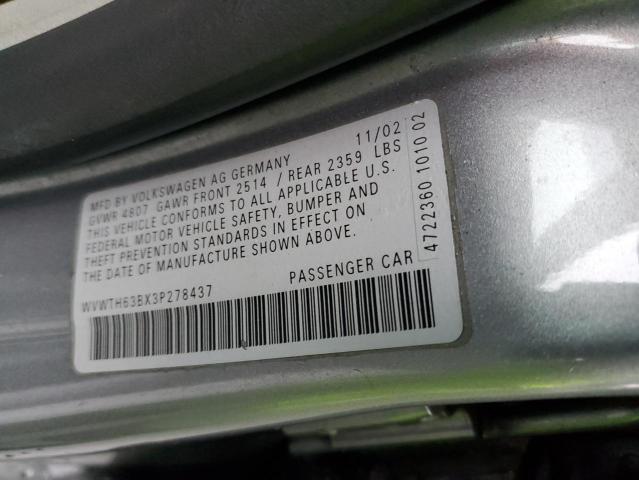 MFD BY VOLKSWAGEN AG GERMANY 11/02
GVWR 4807 GAWR FRONT 2514 / REAR 2359 LBS
THIS VEHICLE CONFORMS TO ALL APPLICABLE U.S.
FEDERAL MOTOR VEHICLE SAFETY, BUMPER AND
THEFT PREVENTION STANDARDS IN EFFECT ON
THE DATE OF MANUFACTURE SHOWN ABOVE.
WVWTH63BX3P278437 PASSENGER CAR
4722360 1010 02